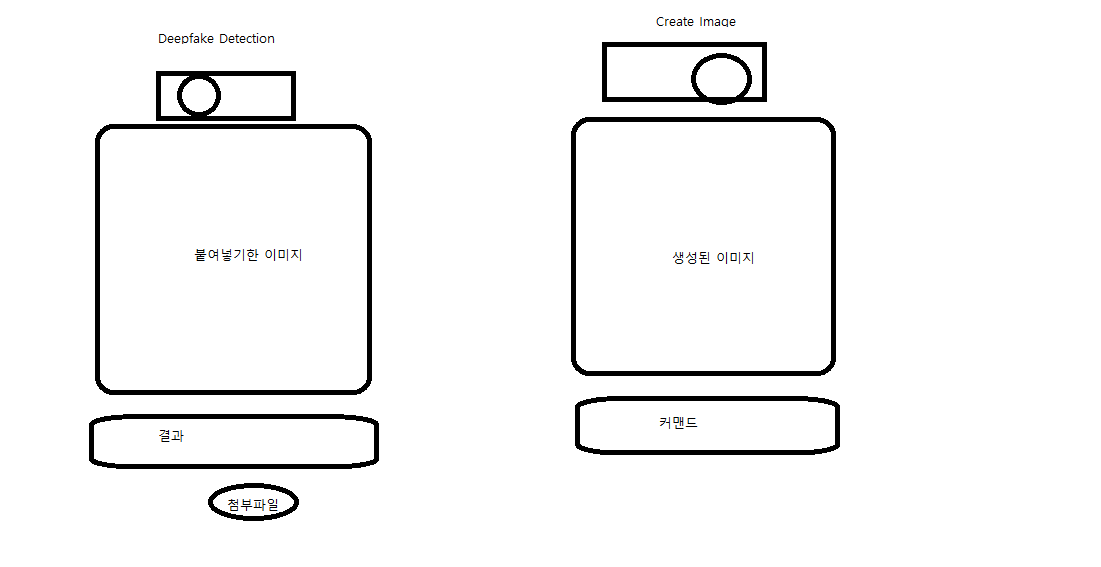 Deepfake Detection
붙여넣기한 이미지
결과
첨부파일
Create Image
생성된 이미지
커맨드